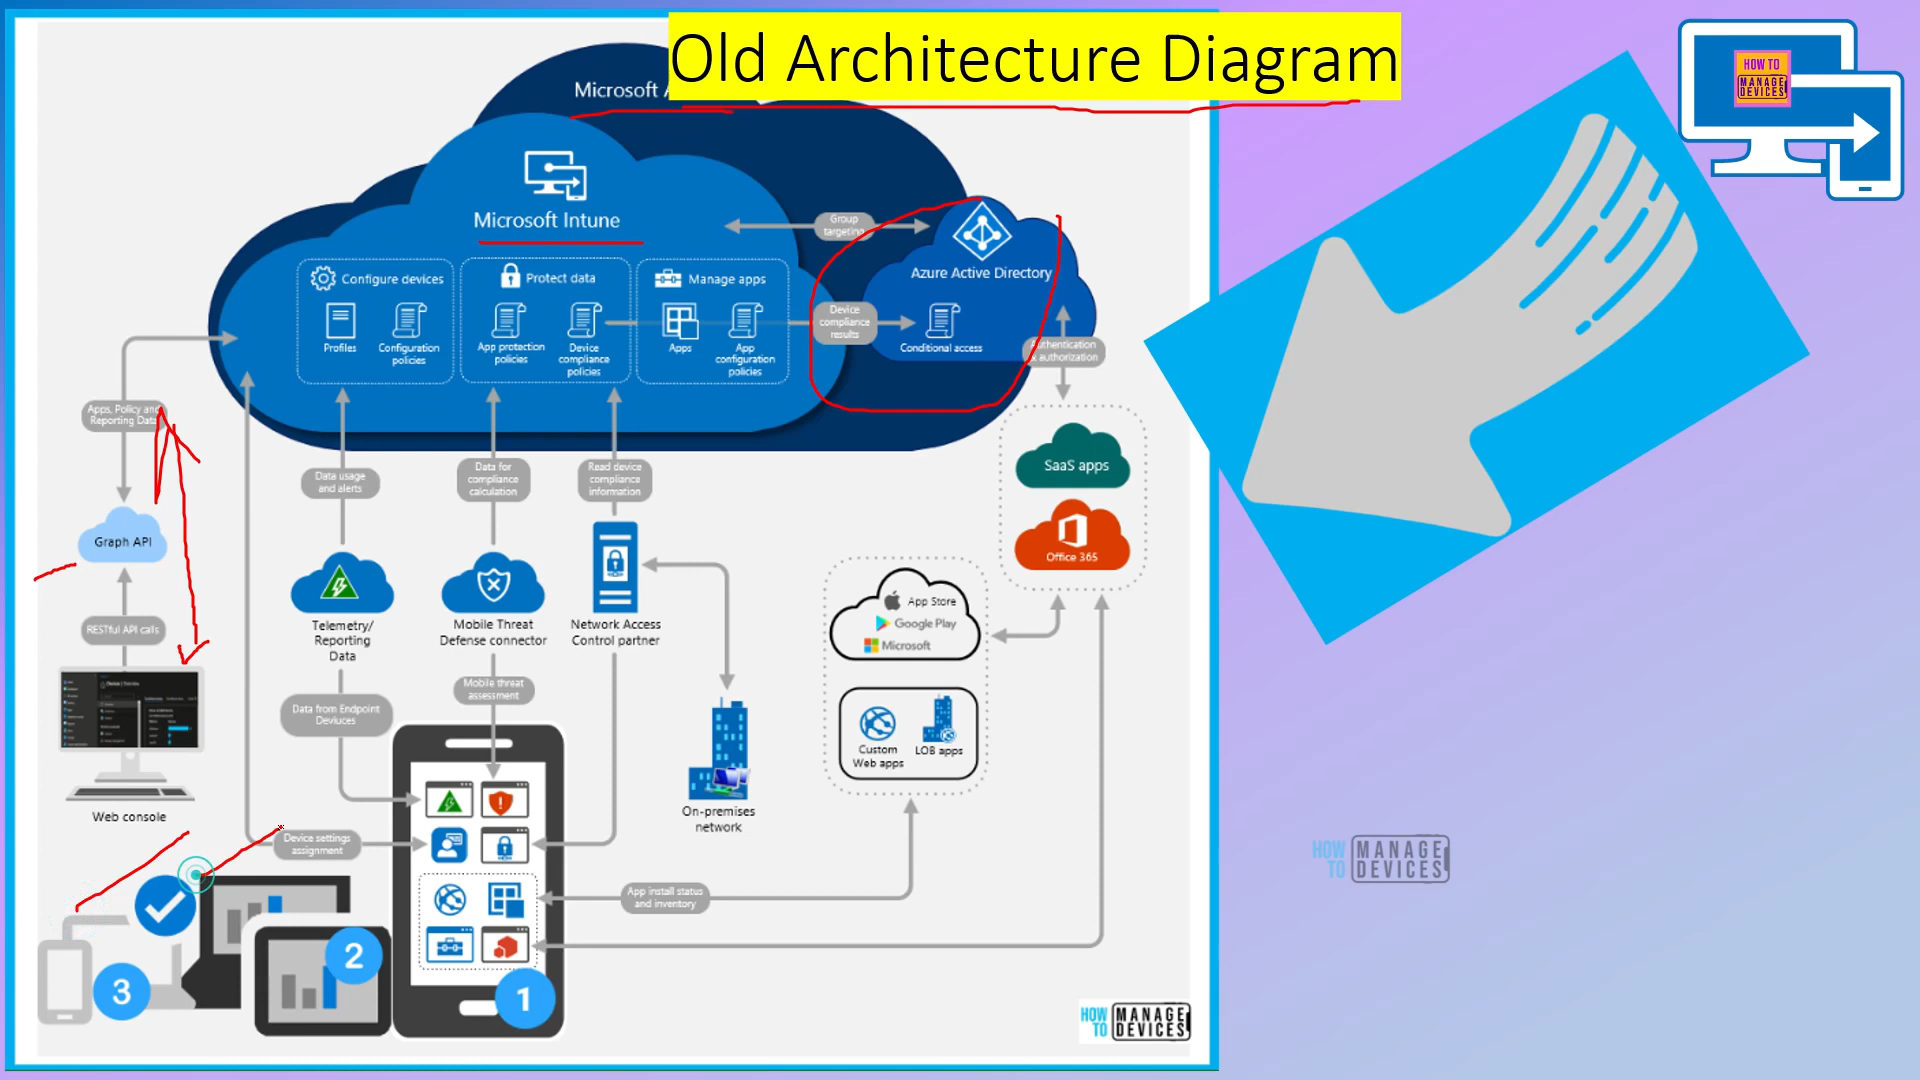 Old Architecture Diagram
HOW TO
MANAGE
DEVICES
Microsoft A
Microsoft Intune
Group
targeting
Azure Active Directory
Configure devices
Protect data
Manage apps
Profiles
Configuration
policies
App protection
policies
Device
compliance
policies
Apps
App
configuration
policies
Device
compliance
results
Conditional access
Authentication
& authorization
Apps, Policy and
Reporting Data
Data usage
and alerts
Data for
compliance
calculation
Read device
compliance
information
SaaS apps
Office 365
Graph API
RESTful API calls
Telemetry/
Reporting
Data
Mobile Threat
Defense connector
Network Access
Control partner
App Store
Google Play
Microsoft
Mobile threat
assessment
Data from Endpoint
Deviuces
Custom
Web apps
LOB apps
Web console
On-premises
network
Device settings
assignment
App install status
and inventory
1
2
3
HOW
TO
MANAGE
DEVICES
HOW
TO
MANAGE
DEVICES